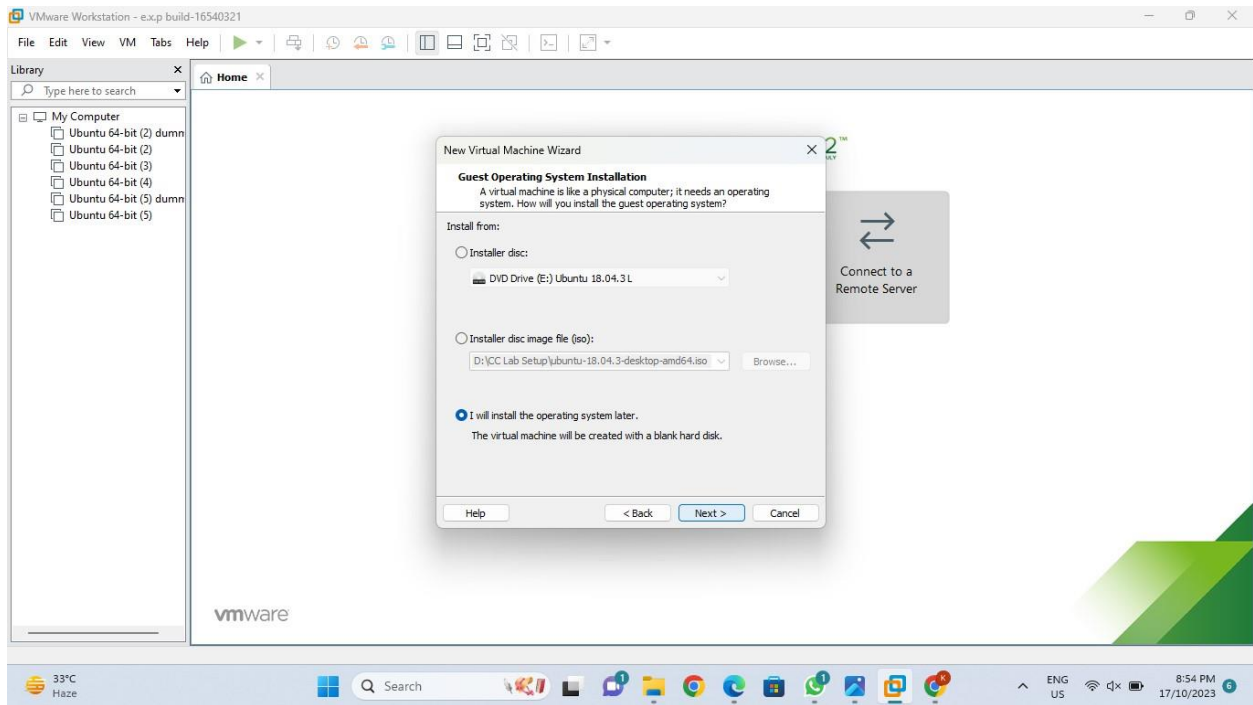 VMware Workstation - e.x.p build-16540321
File Edit View VM Tabs Help
Library
Home
Type here to search
My Computer
Ubuntu 64-bit (2) dumn
Ubuntu 64-bit (2)
Ubuntu 64-bit (3)
Ubuntu 64-bit (4)
Ubuntu 64-bit (5) dumn
Ubuntu 64-bit (5)
2™
New Virtual Machine Wizard
Guest Operating System Installation
A virtual machine is like a physical computer; it needs an operating
system. How will you install the guest operating system?
Install from:
Installer disc:
DVD Drive (E:) Ubuntu 18.04.3 L
Installer disc image file (iso):
D:\CC Lab Setup\ubuntu-18.04.3-desktop-amd64.iso
Browse...
I will install the operating system later.
The virtual machine will be created with a blank hard disk.
Help
< Back
Next >
Cancel
Connect to a
Remote Server
vmware
33°C
Haze
Search
1
1
K
ENG
US
8:54 PM
17/10/2023
6